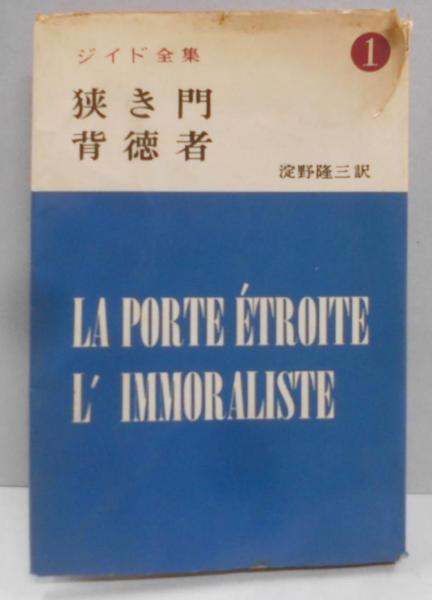 ジイド全集
1
狭き門
背徳者
淀野隆三訳
LA PORTE ÉTROITE
L' IMMORALISTE